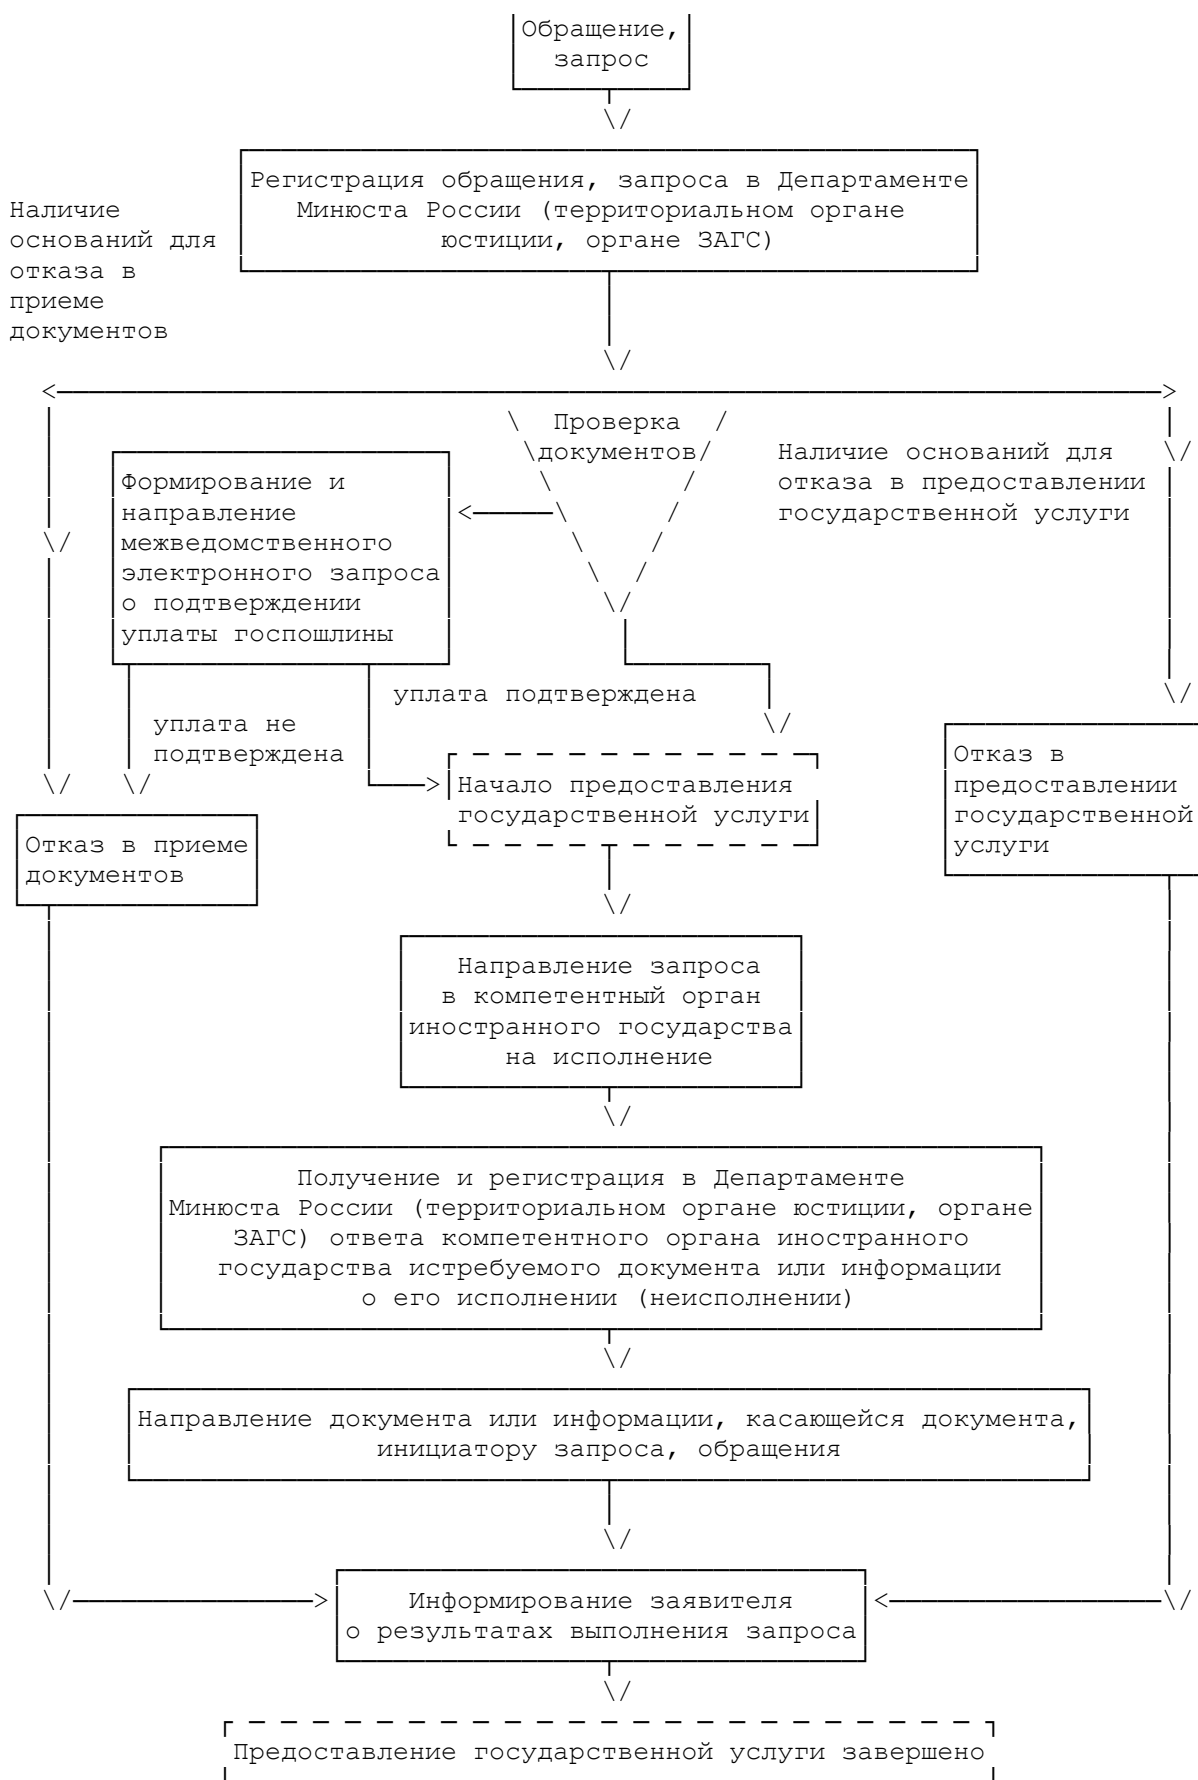 Обращение,
запрос
Регистрация обращения, запроса в Департаменте
Минюста России (территориальном органе
юстиции, органе ЗАГС)
Наличие
оснований для
отказа в
приеме
документов
Проверка
документов
Наличие оснований для
отказа в предоставлении
государственной услуги
Формирование и
направление
межведомственного
электронного запроса
о подтверждении
уплаты госпошлины
уплата подтверждена
уплата не
подтверждена
Начало предоставления
государственной услуги
Отказ в
предоставлении
государственной
услуги
Отказ в приеме
документов
Направление запроса
в компетентный орган
иностранного государства
на исполнение
Получение и регистрация в Департаменте
Минюста России (территориальном органе юстиции, органе
ЗАГС) ответа компетентного органа иностранного
государства истребуемого документа или информации
о его исполнении (неисполнении)
Направление документа или информации, касающейся документа,
инициатору запроса, обращения
Информирование заявителя
о результатах выполнения запроса
Предоставление государственной услуги завершено